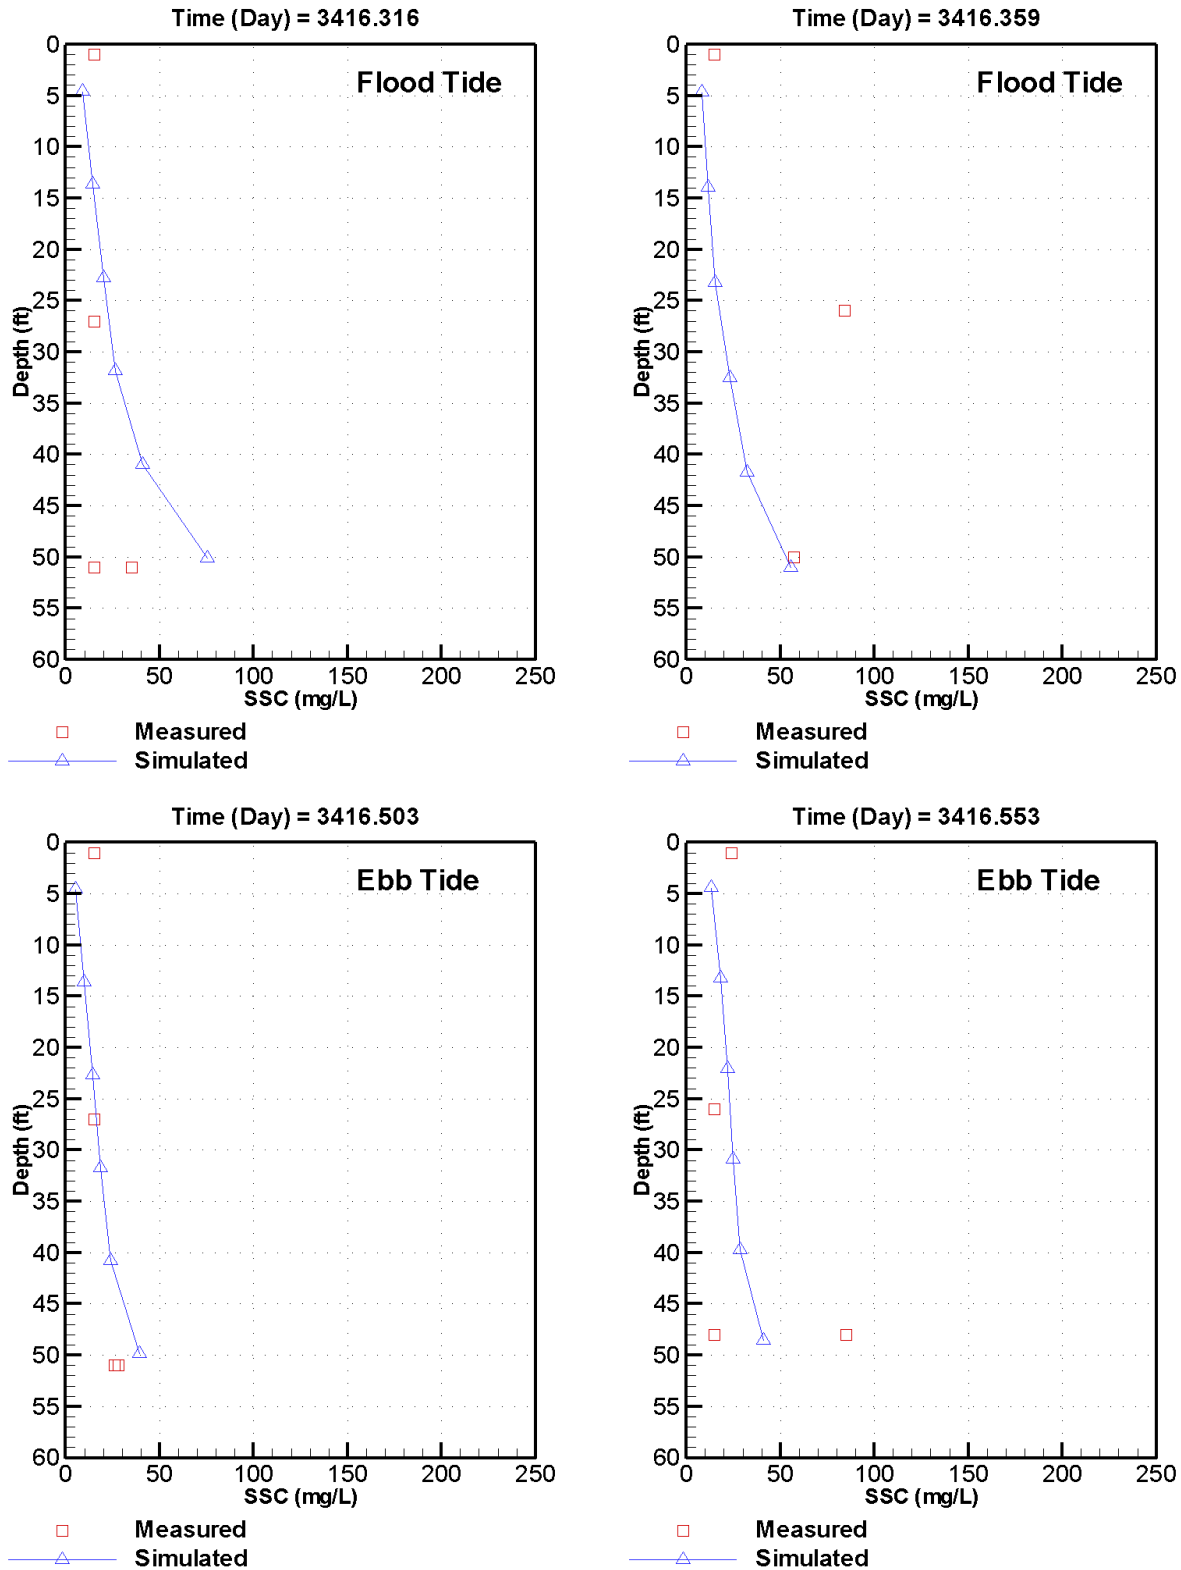 Time (Day) = 3416.316
Flood Tide
0
5
10
15
20
25
30
35
40
45
50
55
60
Depth (ft)
0 50 100 150 200 250
SSC (mg/L)
Measured
Simulated
Time (Day) = 3416.359
Flood Tide
0
5
10
15
20
25
30
35
40
45
50
55
60
Depth (ft)
0 50 100 150 200 250
SSC (mg/L)
Measured
Simulated
Time (Day) = 3416.503
Ebb Tide
0
5
10
15
20
25
30
35
40
45
50
55
60
Depth (ft)
0 50 100 150 200 250
SSC (mg/L)
Measured
Simulated
Time (Day) = 3416.553
Ebb Tide
0
5
10
15
20
25
30
35
40
45
50
55
60
Depth (ft)
0 50 100 150 200 250
SSC (mg/L)
Measured
Simulated